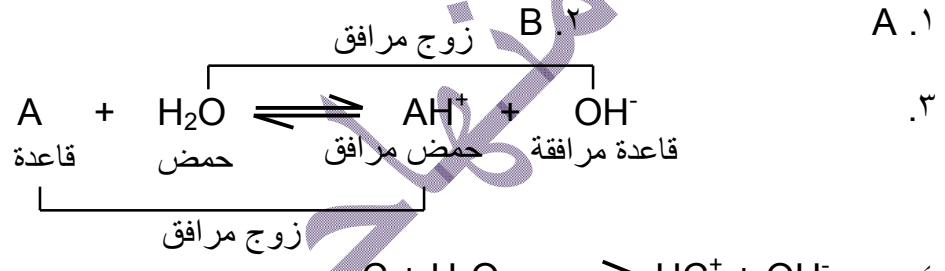 ١. A ٢. B
زوج مرافق
٣. A + H₂O ⇌ AH⁺ + OH⁻
قاعدة حمض حمض مرافق قاعدة مرافقة
زوج مرافق